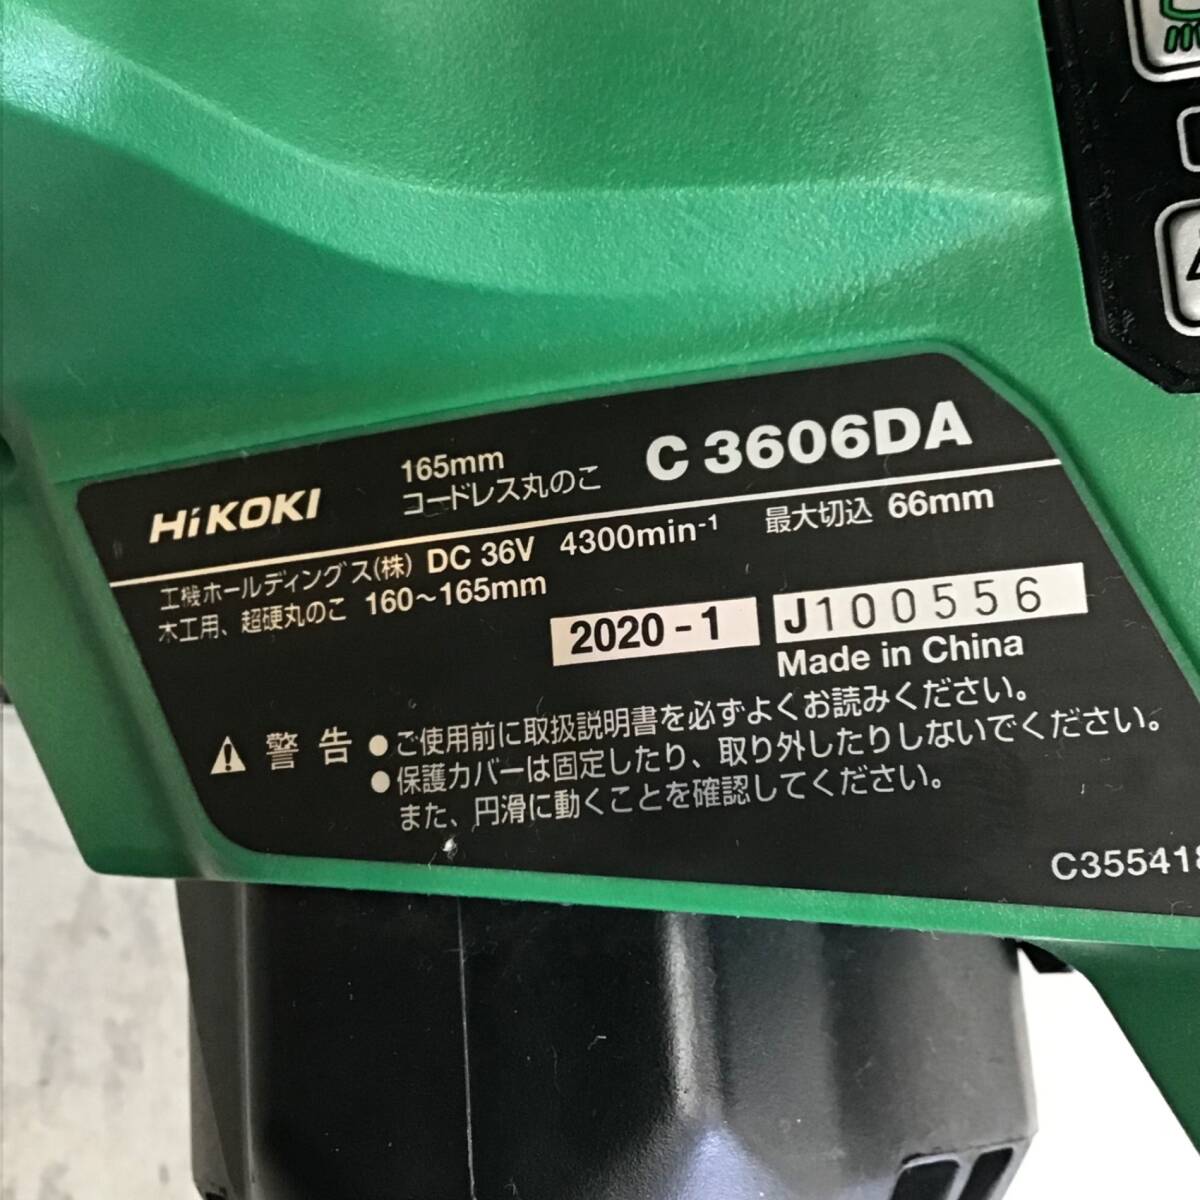 165mm
HiKOKI コードレス丸のこ C 3606DA
工機ホールディングス(株) DC 36V 4300min-1 最大切込 66mm
木工用、超硬丸のこ 160~165mm
2020-1 J100556
Made in China
警告 ●ご使用前に取扱説明書を必ずよくお読みください。
●保護カバーは固定したり、取り外したりしないでください。
また、円滑に動くことを確認してください。